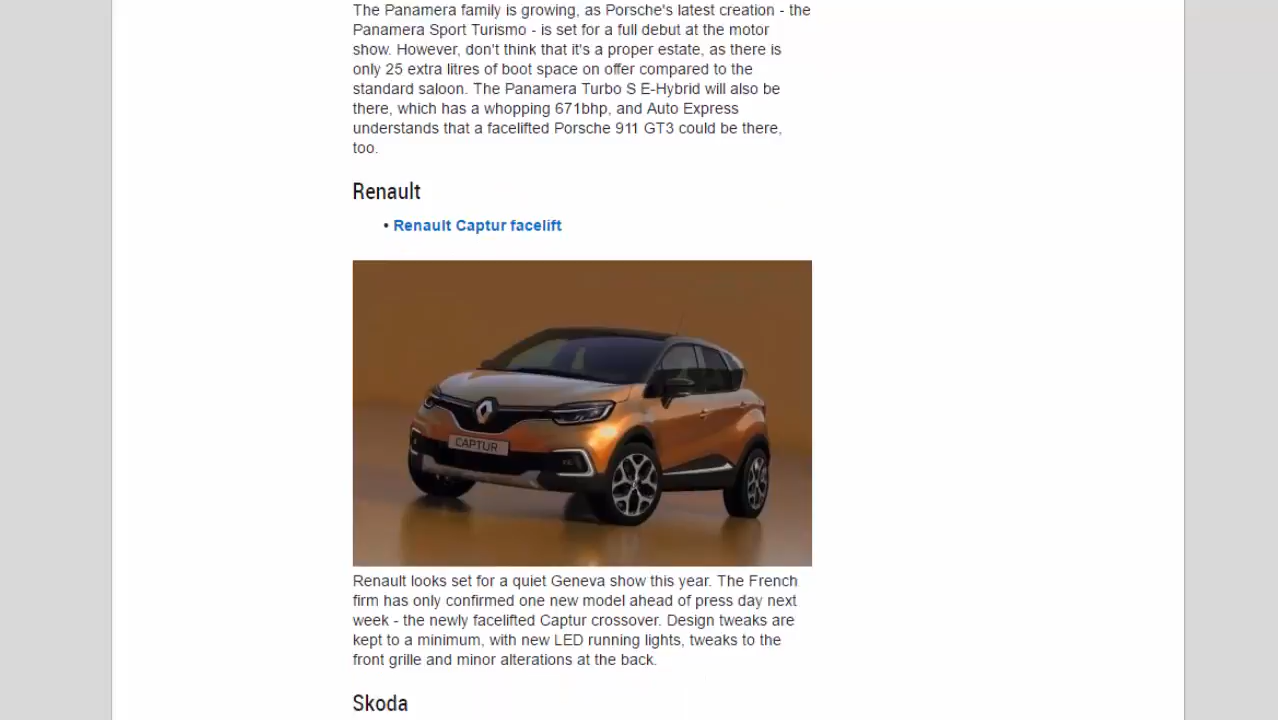 The Panamera family is growing, as Porsche's latest creation - the
Panamera Sport Turismo - is set for a full debut at the motor
show. However, don't think that it's a proper estate, as there is
only 25 extra litres of boot space on offer compared to the
standard saloon. The Panamera Turbo S E-Hybrid will also be
there, which has a whopping 671bhp, and Auto Express
understands that a facelifted Porsche 911 GT3 could be there,
too.
Renault
• Renault Captur facelift
CAPTUR
Renault looks set for a quiet Geneva show this year. The French
firm has only confirmed one new model ahead of press day next
week - the newly facelifted Captur crossover. Design tweaks are
kept to a minimum, with new LED running lights, tweaks to the
front grille and minor alterations at the back.
Skoda